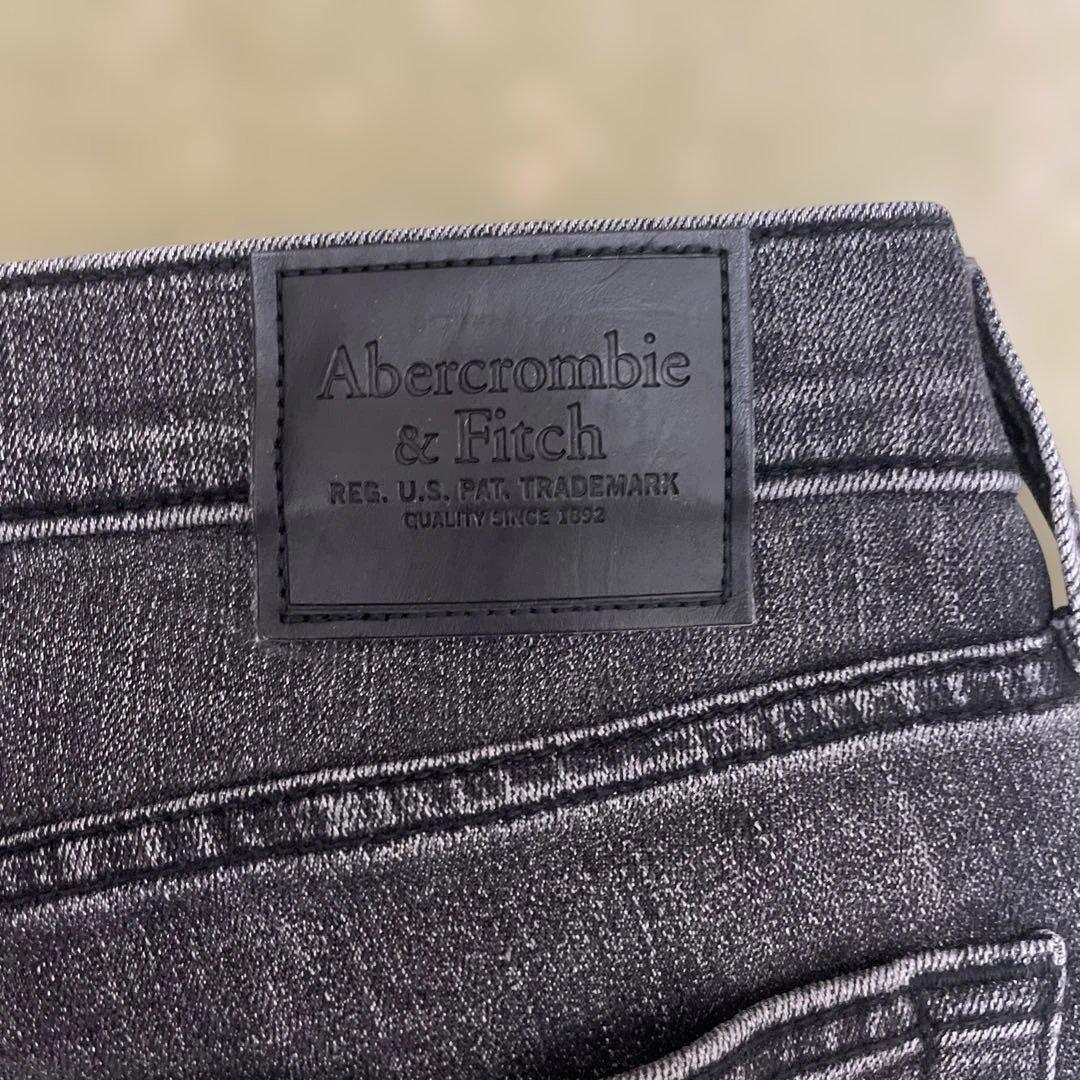 Abercrombie
& Fitch
REG. U.S. PAT. TRADEMARK
QUALITY SINCE 1892